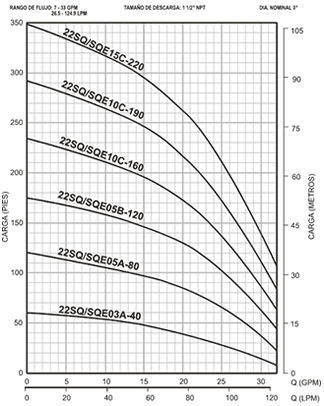 RANGO DE FLUJO: 7 - 33 GPM
26.5 - 124.9 LPM
TAMAÑO DE DESCARGA: 1 1/2" NPT
DIA. NOMINAL 3"
CARGA (PIES)
350
300
250
200
150
100
50
0
22SQ/SQE15C-220
22SQ/SQE10C-190
22SQ/SQE10C-160
22SQ/SQE05B-120
22SQ/SQE05A-80
22SQ/SQE03A-40
105
90
75
60
45
30
15
0
CARGA (METROS)
0 5 10 15 20 25 30 Q (GPM)
0 20 40 60 80 100 120 Q (LPM)